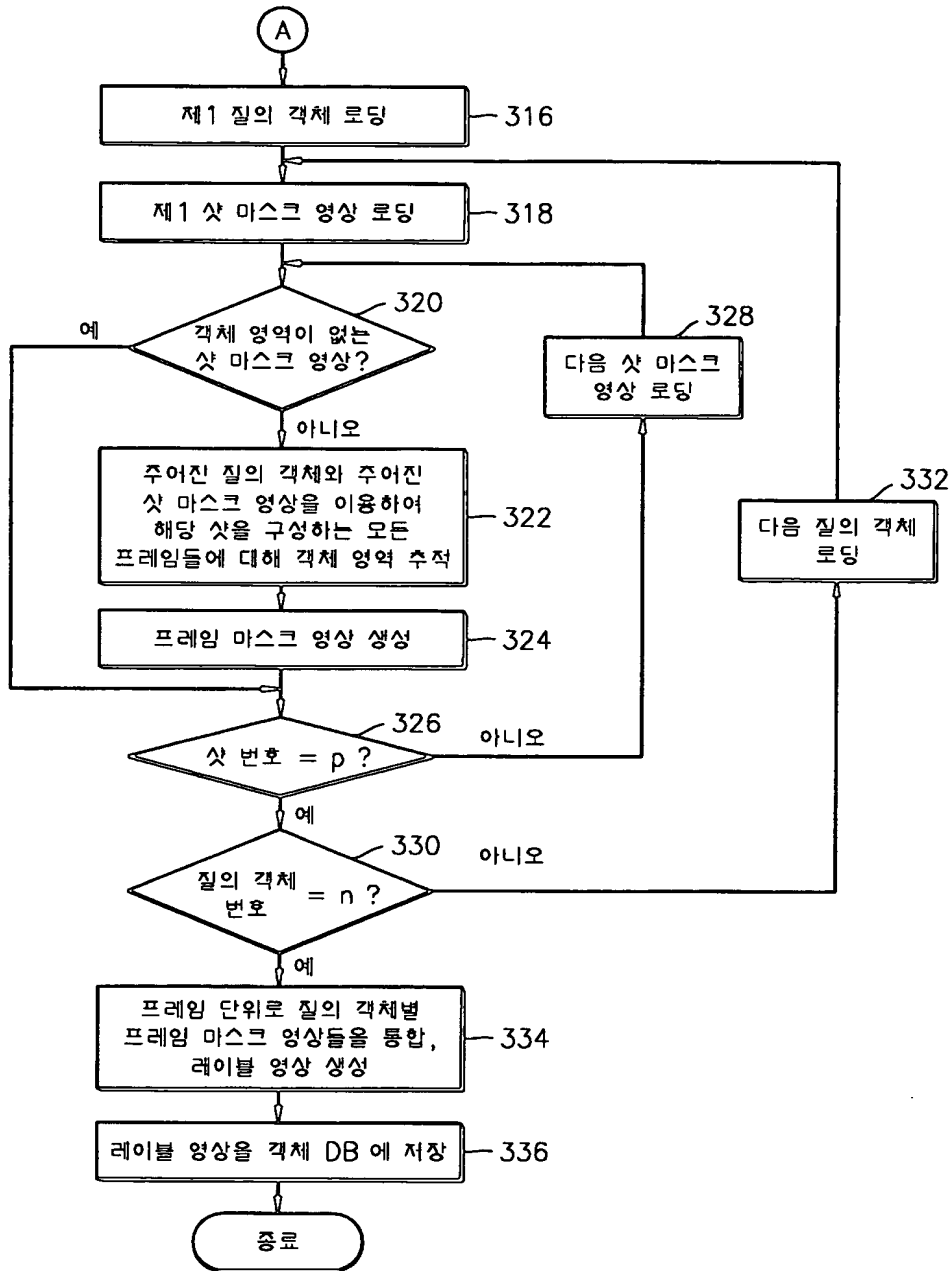 A
제1 질의 객체 로딩
316
제1 샷 마스크 영상 로딩
318
320
예
객체 영역이 없는
샷 마스크 영상?
328
다음 샷 마스크
영상 로딩
아니오
주어진 질의 객체와 주어진
샷 마스크 영상을 이용하여
해당 샷을 구성하는 모든
프레임들에 대해 객체 영역 추적
322
332
다음 질의 객체
로딩
프레임 마스크 영상 생성
324
326
샷 번호 = p ?
아니오
예
330
질의 객체
번호 = n ?
아니오
예
프레임 단위로 질의 객체별
프레임 마스크 영상들을 통합,
레이블 영상 생성
334
레이블 영상을 객체 DB 에 저장
336
종료